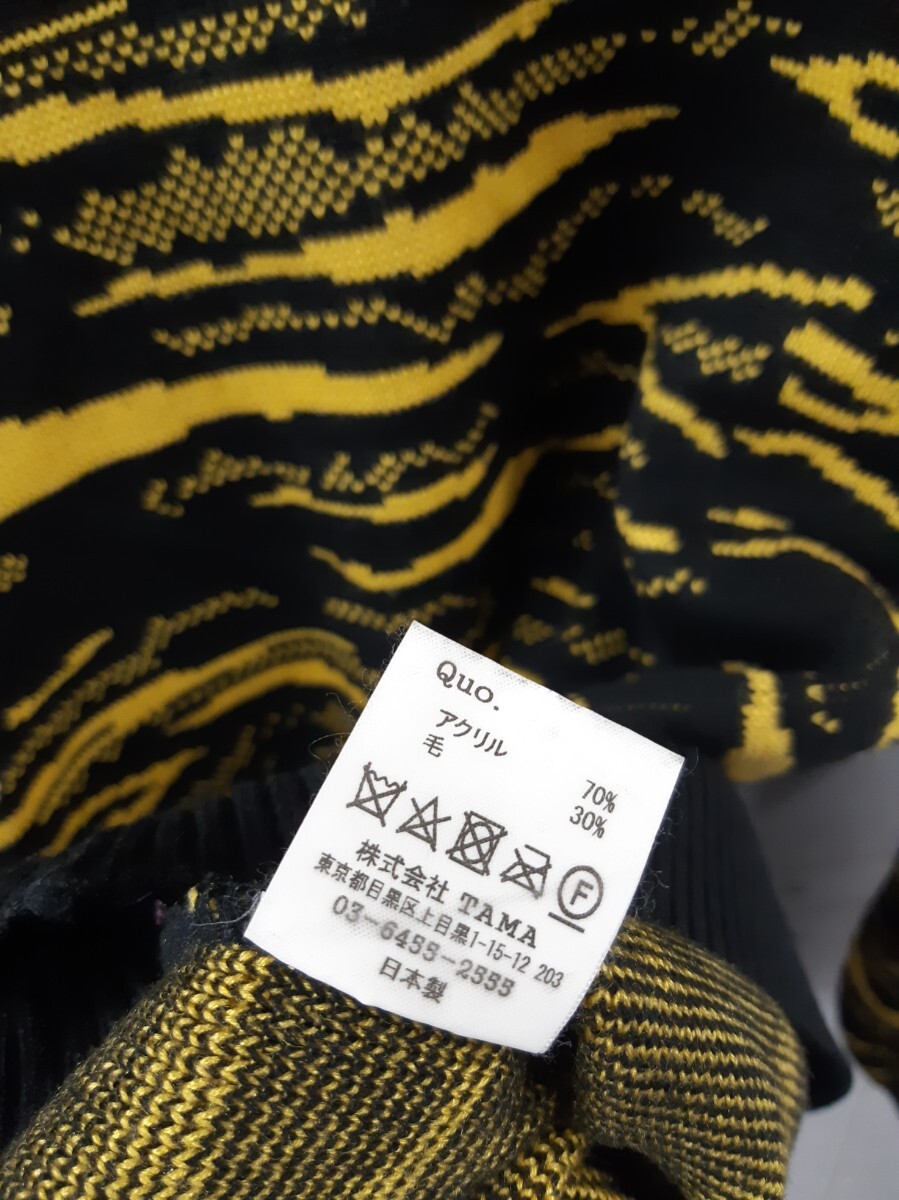 Quo.
アクリル 70%
毛 30%
F
株式会社 TAMA
東京都目黒区上目黒1-15-12 203
03-6455-2555
日本製